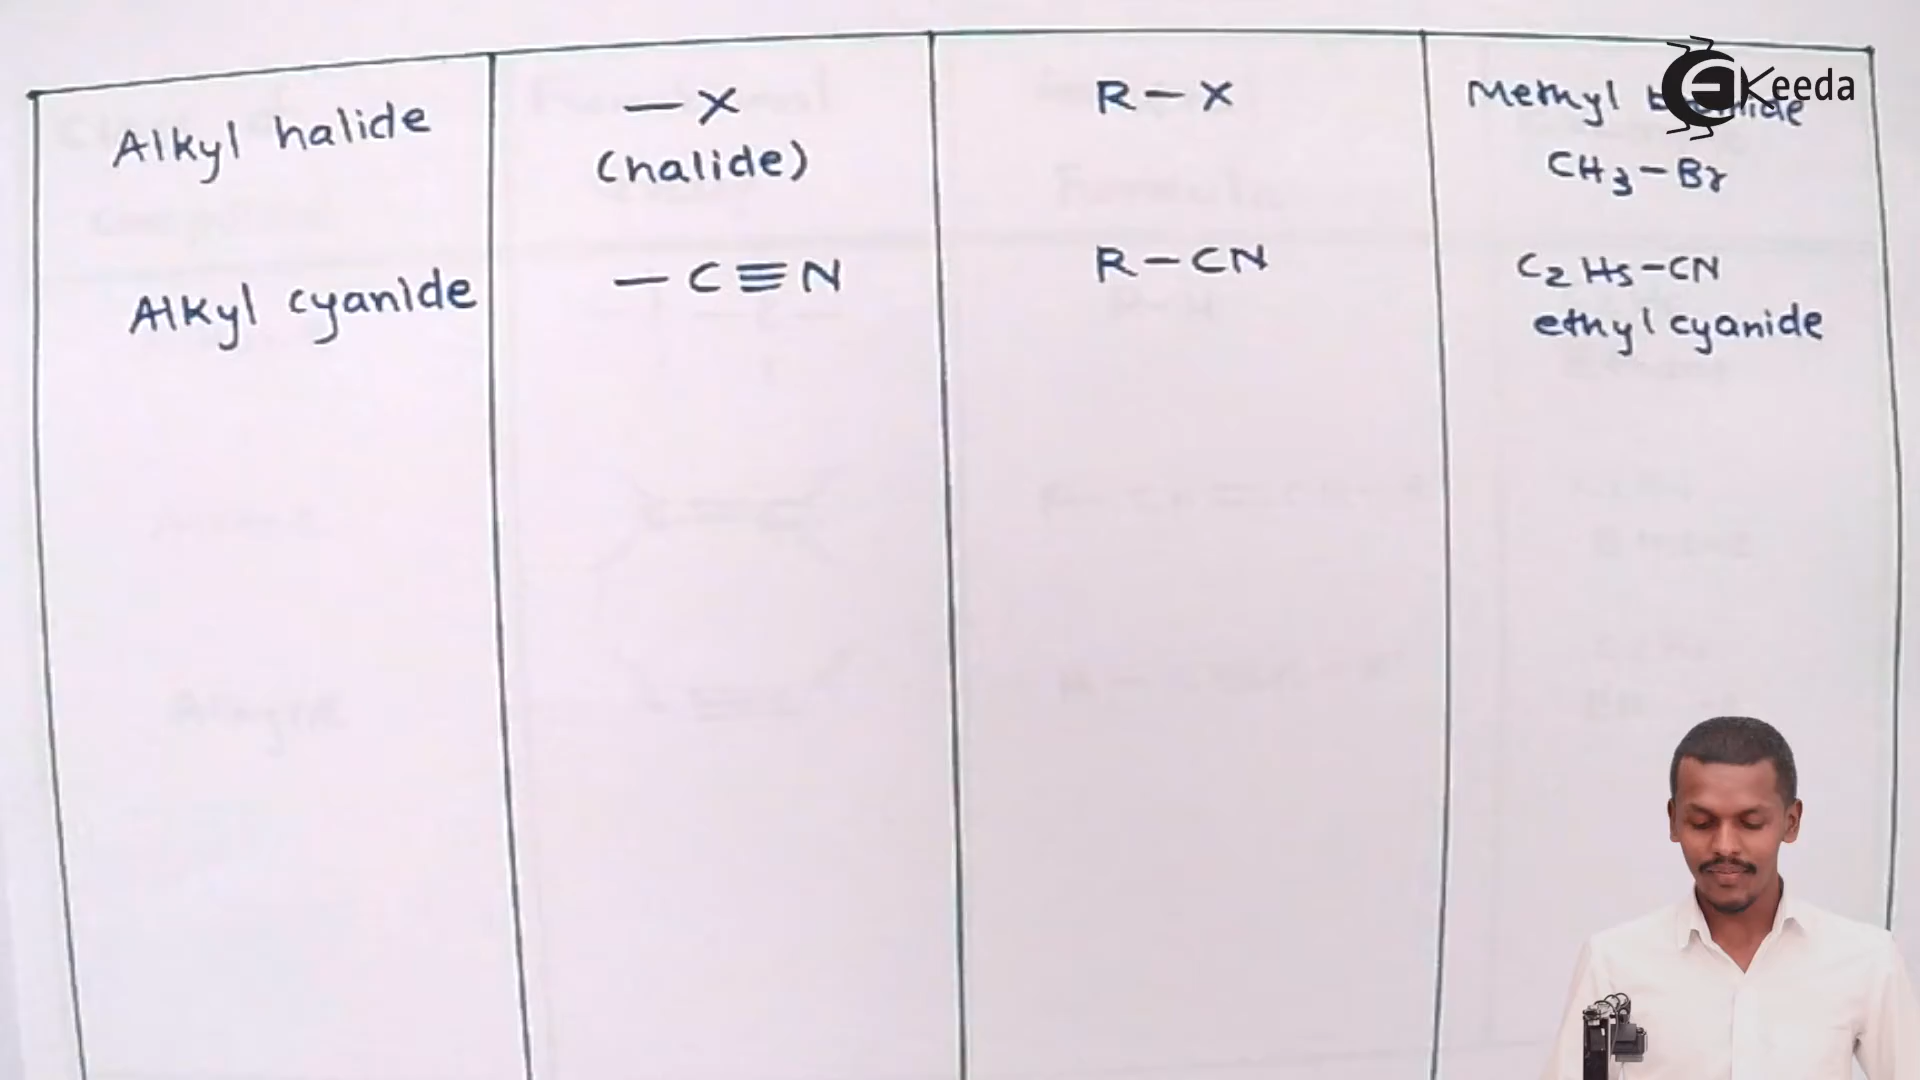 Alkyl halide
— X
(halide)
R — X
Methyl
CH3 — Br
Alkyl cyanide
— C ≡ N
R — CN
C2H5 — CN
ethyl cyanide
Keeda